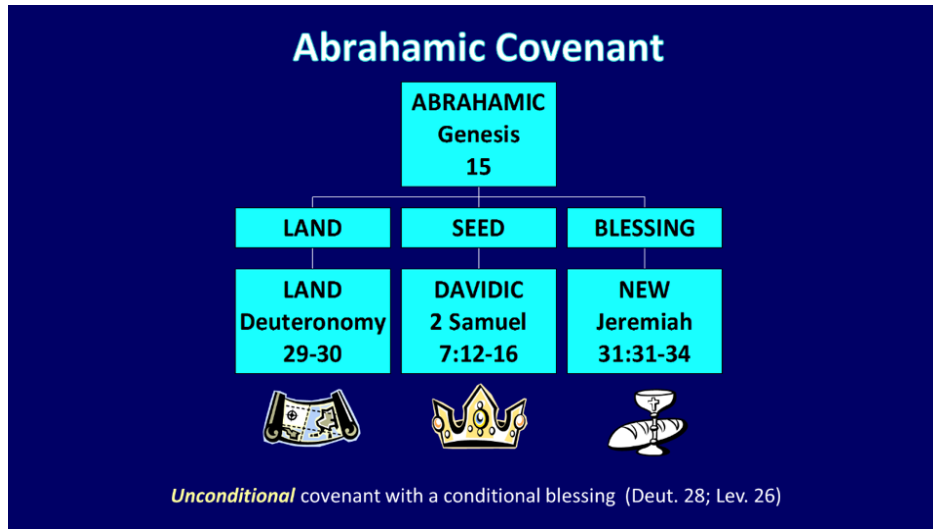 Abrahamic Covenant
ABRAHAMIC
Genesis
15
LAND
SEED
BLESSING
LAND
Deuteronomy
29-30
DAVIDIC
2 Samuel
7:12-16
NEW
Jeremiah
31:31-34
Unconditional covenant with a conditional blessing (Deut. 28; Lev. 26)